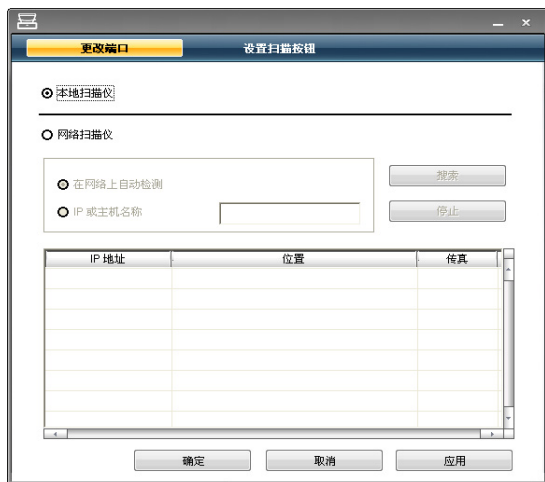 更改端口 设置扫描按钮
本地扫描仪
网络扫描仪
在网络上自动检测 搜索
IP 或主机名称 停止
IP 地址 位置 传真
确定 取消 应用